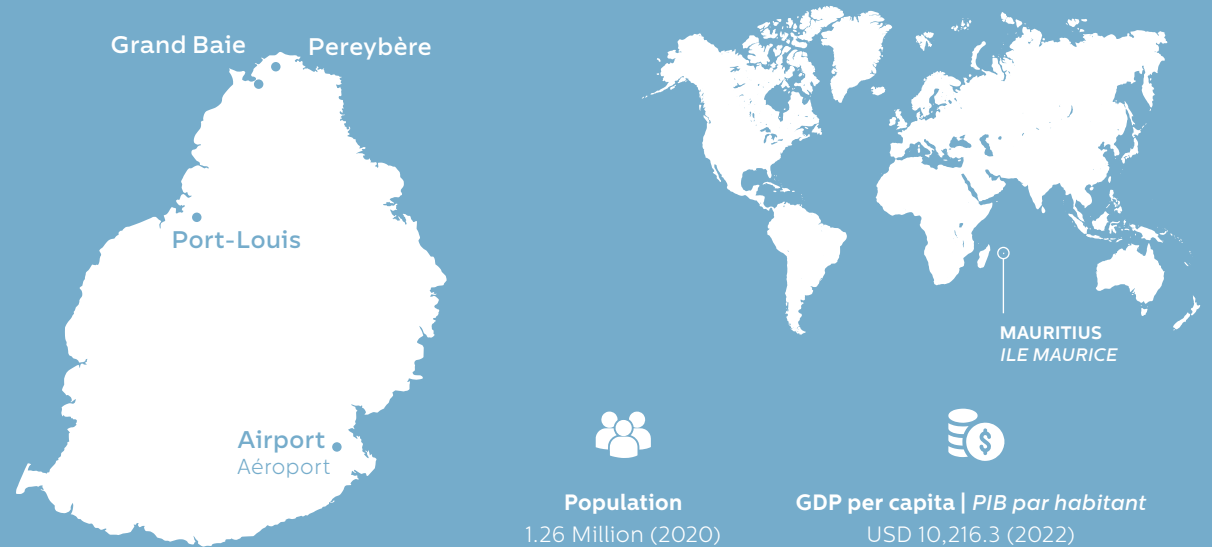 Grand Baie
Pereybère
Port-Louis
Airport
Aéroport
MAURITIUS
ILE MAURICE
Population
1.26 Million (2020)
GDP per capita | PIB par habitant
USD 10,216.3 (2022)